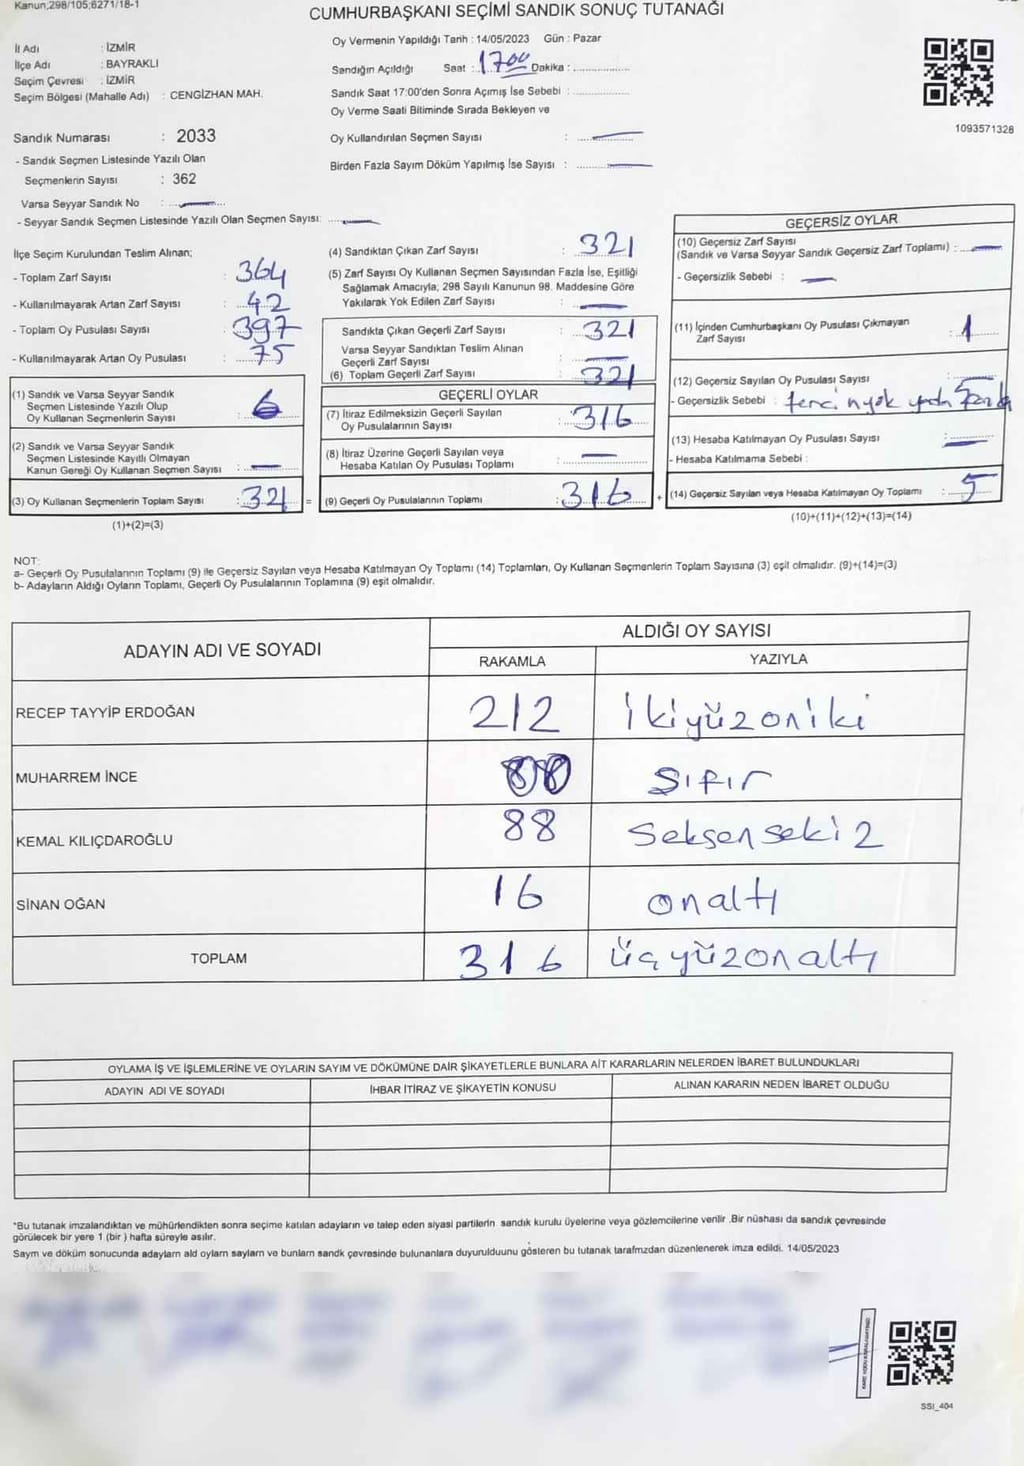 Kanun;298/105;6271/18-1
CUMHURBAŞKANI SEÇİMİ SANDIK SONUÇ TUTANAĞI
İl Adı : İZMİR
İlçe Adı : BAYRAKLI
Seçim Çevresi : İZMİR
Seçim Bölgesi (Mahalle Adı) : CENGİZHAN MAH.
Oy Vermenin Yapıldığı Tarih : 14/05/2023 Gün : Pazar
Sandığın Açıldığı Saat : 1700 Dakika :
Sandık Saat 17:00'den Sonra Açımış İse Sebebi :
Oy Verme Saati Bitiminde Sırada Bekleyen ve
Oy Kullandırılan Seçmen Sayısı : —
Birden Fazla Sayım Döküm Yapılmış İse Sayısı : —
1093571328
Sandık Numarası : 2033
- Sandık Seçmen Listesinde Yazılı Olan
Seçmenlerin Sayısı : 362
Varsa Seyyar Sandık No : —
- Seyyar Sandık Seçmen Listesinde Yazılı Olan Seçmen Sayısı: —
İlçe Seçim Kurulundan Teslim Alınan;
- Toplam Zarf Sayısı : 364
- Kullanılmayarak Artan Zarf Sayısı : 42
- Toplam Oy Pusulası Sayısı : 397
- Kullanılmayarak Artan Oy Pusulası : 75
(1) Sandık ve Varsa Seyyar Sandık
Seçmen Listesinde Yazılı Olup
Oy Kullanan Seçmenlerin Sayısı :
(2) Sandık ve Varsa Seyyar Sandık
Seçmen Listesinde Kayıtlı Olmayan
Kanun Gereği Oy Kullanan Seçmen Sayısı : —
(3) Oy Kullanan Seçmenlerin Toplam Sayısı : 321 =
(1)+(2)=(3)
(4) Sandıktan Çıkan Zarf Sayısı : 321
(5) Zarf Sayısı Oy Kullanan Seçmen Sayısından Fazla İse, Eşitliği
Sağlamak Amacıyla; 298 Sayılı Kanunun 98. Maddesine Göre
Yakılarak Yok Edilen Zarf Sayısı : —
Sandıkta Çıkan Geçerli Zarf Sayısı : 321
Varsa Seyyar Sandıktan Teslim Alınan
Geçerli Zarf Sayısı : —
(6) Toplam Geçerli Zarf Sayısı : 321
GEÇERLİ OYLAR
(7) İtiraz Edilmeksizin Geçerli Sayılan
Oy Pusulalarının Sayısı : 316
(8) İtiraz Üzerine Geçerli Sayılan veya
Hesaba Katılan Oy Pusulası Toplamı : —
(9) Geçerli Oy Pusulalarının Toplamı : 316 +
GEÇERSİZ OYLAR
(10) Geçersiz Zarf Sayısı
(Sandık ve Varsa Seyyar Sandık Geçersiz Zarf Toplamı) : —
- Geçersizlik Sebebi : —
(11) İçinden Cumhurbaşkanı Oy Pusulası Çıkmayan
Zarf Sayısı : 1
(12) Geçersiz Sayılan Oy Pusulası Sayısı :
- Geçersizlik Sebebi :
(13) Hesaba Katılmayan Oy Pusulası Sayısı : —
- Hesaba Katılmama Sebebi :
(14) Geçersiz Sayılan veya Hesaba Katılmayan Oy Toplamı : 5
(10)+(11)+(12)+(13)=(14)
NOT:
a- Geçerli Oy Pusulalarının Toplamı (9) ile Geçersiz Sayılan veya Hesaba Katılmayan Oy Toplamı (14) Toplamları, Oy Kullanan Seçmenlerin Toplam Sayısına (3) eşit olmalıdır. (9)+(14)=(3)
b- Adayların Aldığı Oyların Toplamı, Geçerli Oy Pusulalarının Toplamına (9) eşit olmalıdır.
ADAYIN ADI VE SOYADI
ALDIĞI OY SAYISI
RAKAMLA YAZIYLA
RECEP TAYYİP ERDOĞAN 212 ikiyüzoniki
MUHARREM İNCE Sıfır
KEMAL KILIÇDAROĞLU 88 Seksenseki2
SİNAN OĞAN 16 onaltı
TOPLAM 316 üçyüzonaltı
OYLAMA İŞ VE İŞLEMLERİNE VE OYLARIN SAYIM VE DÖKÜMÜNE DAİR ŞİKAYETLERLE BUNLARA AİT KARARLARIN NELERDEN İBARET BULUNDUKLARI
ADAYIN ADI VE SOYADI İHBAR İTİRAZ VE ŞİKAYETİN KONUSU ALINAN KARARIN NEDEN İBARET OLDUĞU
*Bu tutanak imzalandıktan ve mühürlendikten sonra seçime katılan adayların ve talep eden siyasi partilerin sandık kurulu üyelerine veya gözlemcilerine verilir .Bir nüshası da sandık çevresinde
görülecek bir yere 1 (bir ) hafta süreyle asılır.
Saym ve döküm sonucunda adaylarn ald oylarn saylarn ve bunlarn sandk çevresinde bulunanlara duyurulduunu gösteren bu tutanak tarafmzdan düzenlenerek imza edildi. 14/05/2023
SSI_404